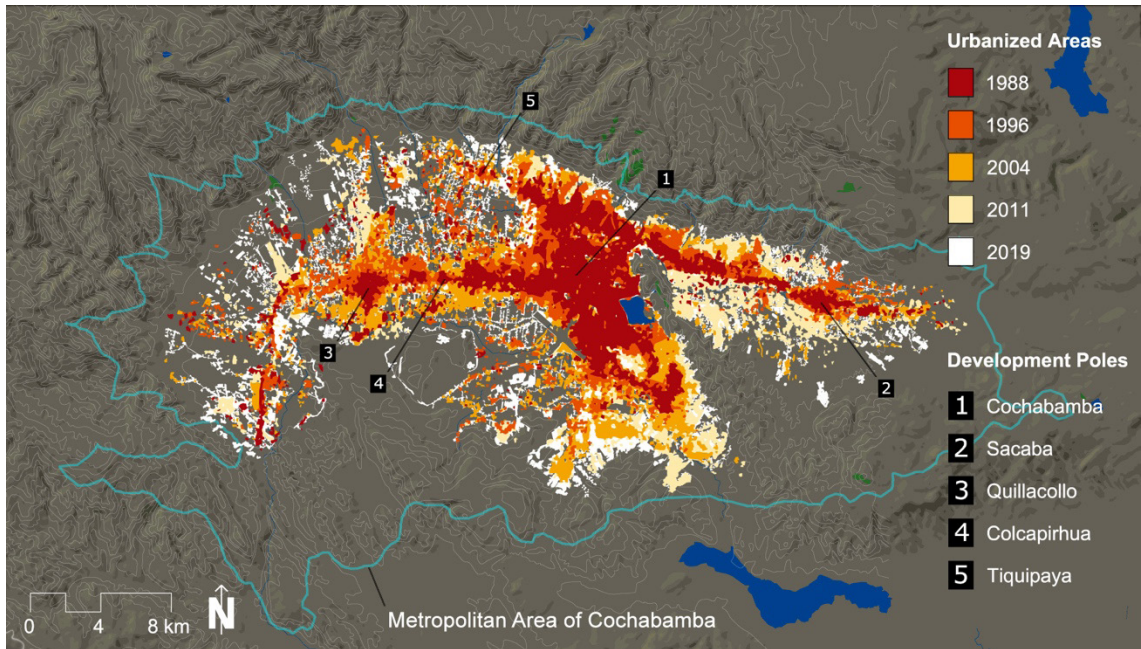 Urbanized Areas
1988
1996
2004
2011
2019
5
1
3
4
2
Development Poles
1 Cochabamba
2 Sacaba
3 Quillacollo
4 Colcapirhua
5 Tiquipaya
0 4 8 km
N
Metropolitan Area of Cochabamba